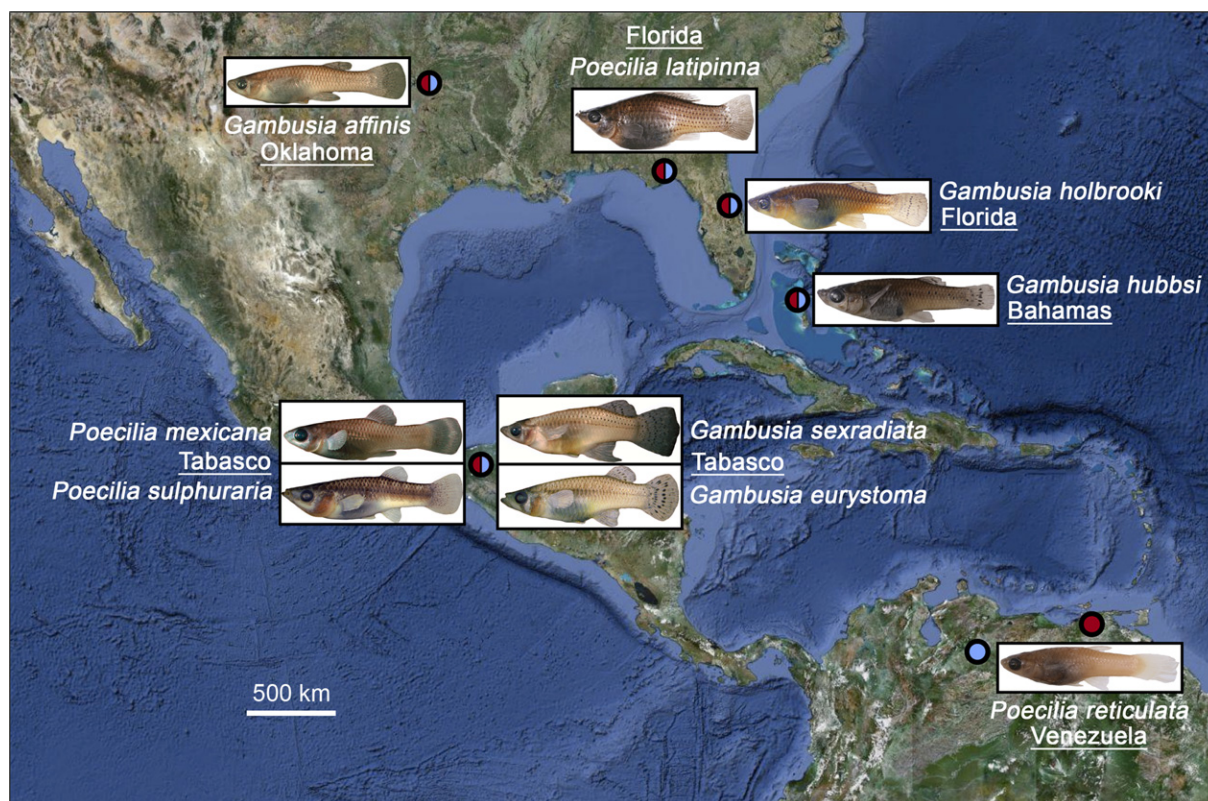 Florida
Poecilia latipinna
Gambusia affinis
Oklahoma
Gambusia holbrooki
Florida
Gambusia hubbsi
Bahamas
Poecilia mexicana
Tabasco
Poecilia sulphuraria
Gambusia sexradiata
Tabasco
Gambusia eurystoma
500 km
Poecilia reticulata
Venezuela